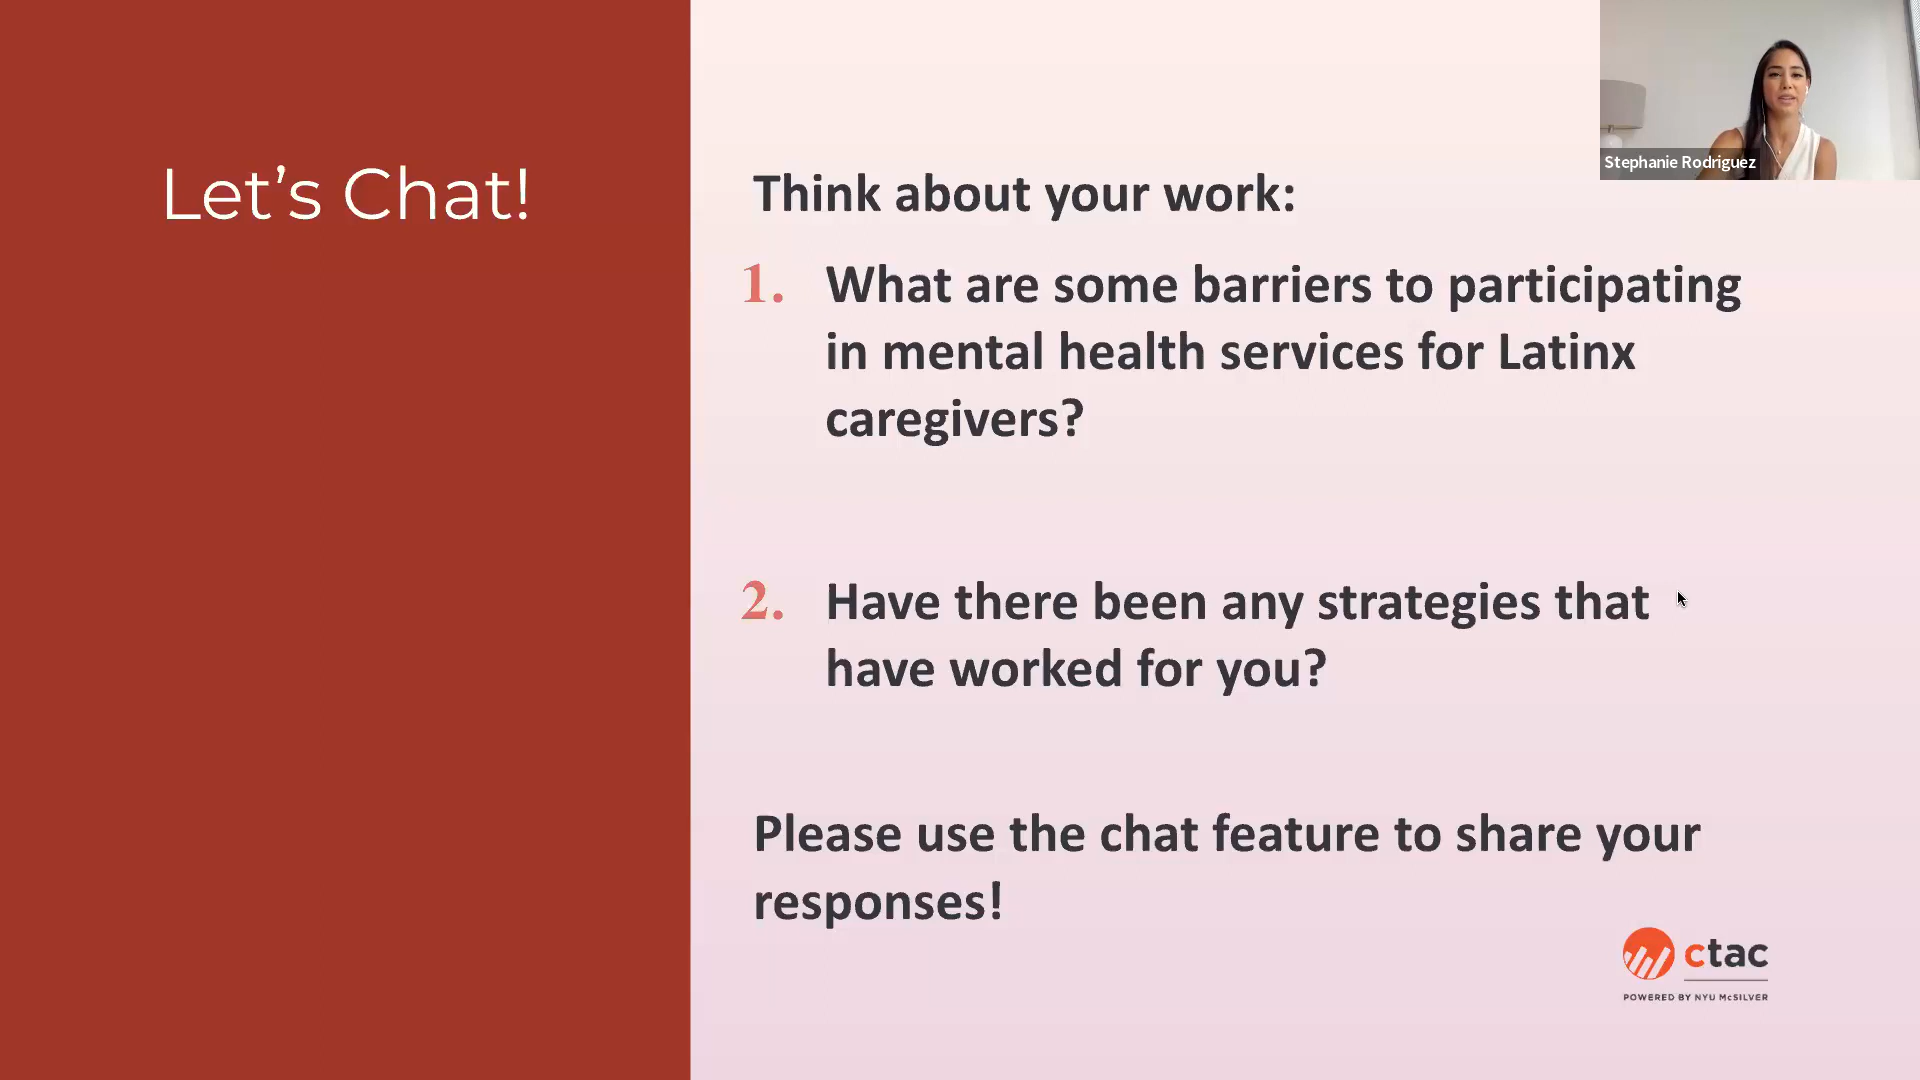 Stephanie Rodriguez
Let’s Chat!
Think about your work:
1. What are some barriers to participating
in mental health services for Latinx
caregivers?
2. Have there been any strategies that
have worked for you?
Please use the chat feature to share your
responses!
ctac
POWERED BY NYU McSILVER